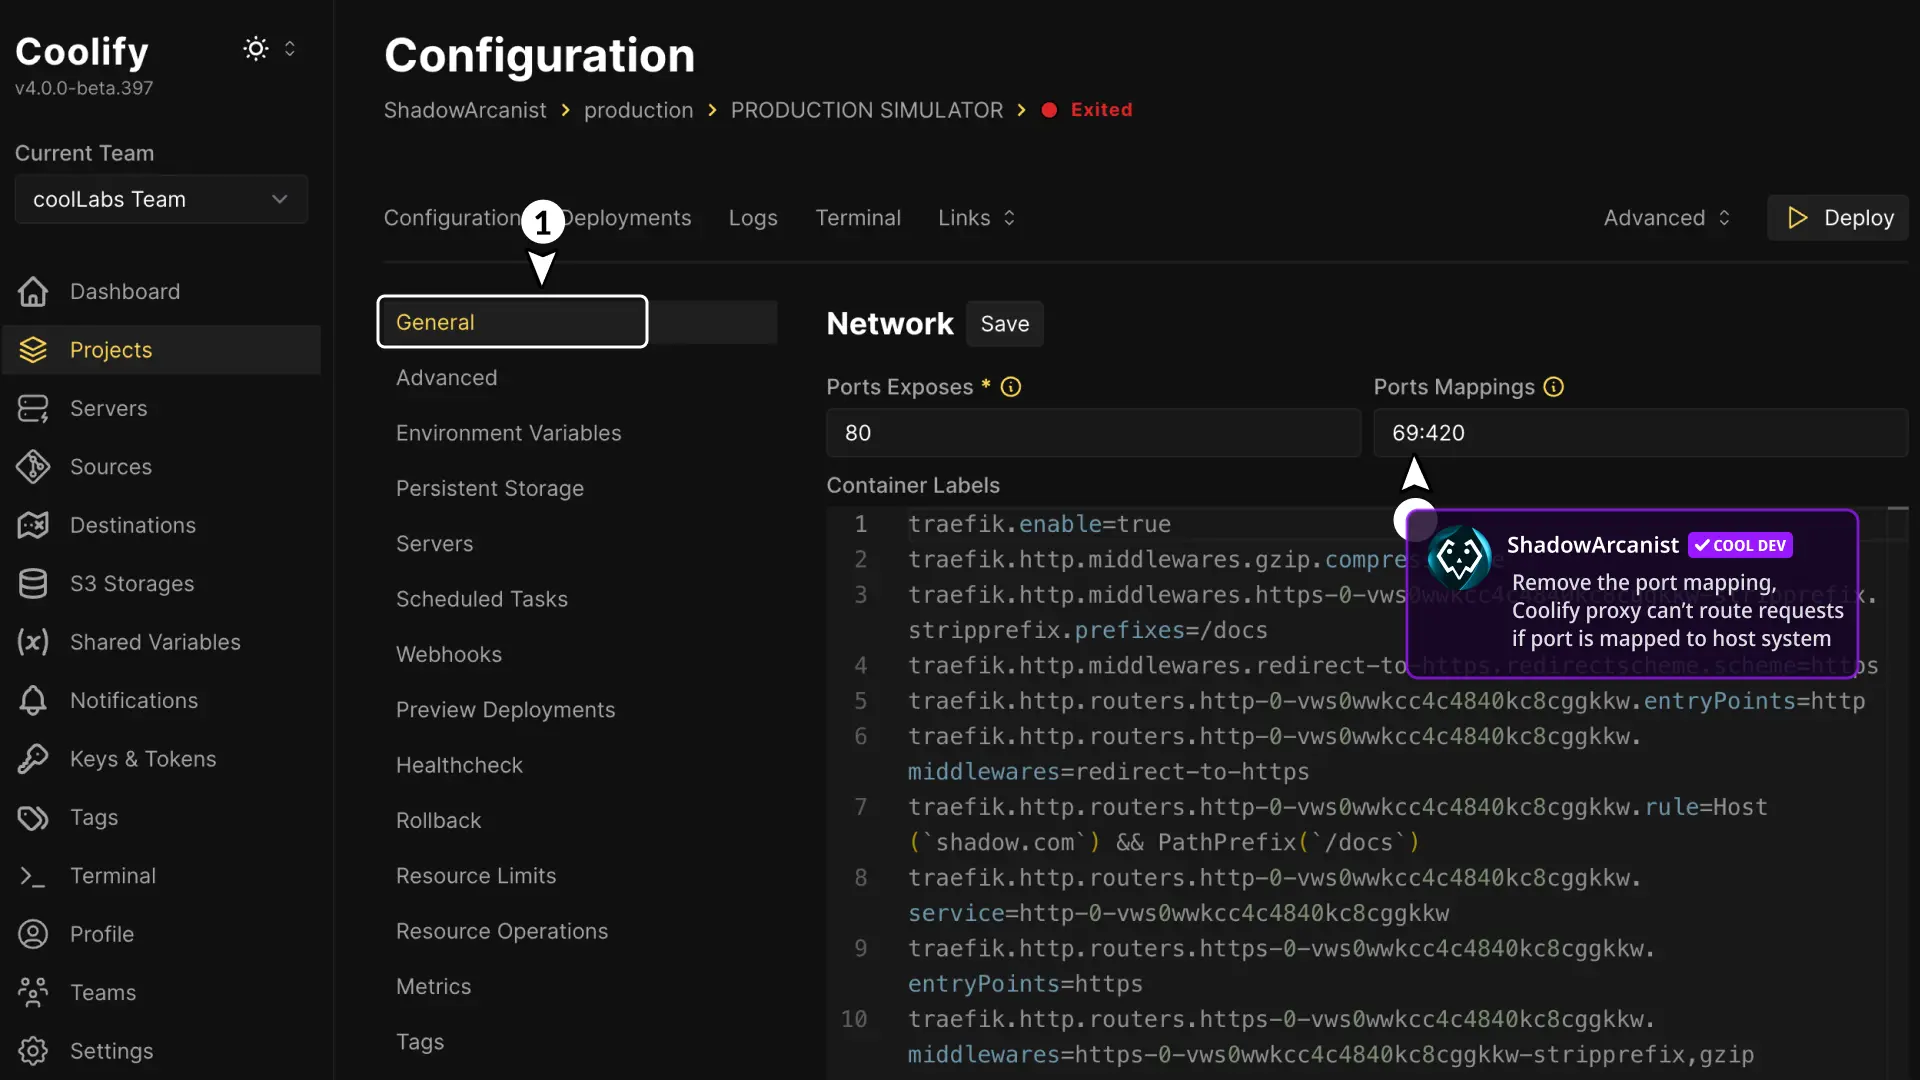 Coolify
v4.0.0-beta.397
Current Team
coolLabs Team
Dashboard
Projects
Servers
Sources
Destinations
S3 Storages
Shared Variables
Notifications
Keys & Tokens
Tags
Terminal
Profile
Teams
Settings
Configuration
ShadowArcanist > production > PRODUCTION SIMULATOR > Exited
Configuration Deployments Logs Terminal Links
Advanced Deploy
1
General
Advanced
Environment Variables
Persistent Storage
Servers
Scheduled Tasks
Webhooks
Preview Deployments
Healthcheck
Rollback
Resource Limits
Resource Operations
Metrics
Tags
Network Save
Ports Exposes *
80
Ports Mappings
69:420
Container Labels
1 traefik.enable=true
2 traefik.http.middlewares.gzip.compres
3 traefik.http.middlewares.https-0-vws0wwkcc4c4840kc8cggkkw-stripprefix.
stripprefix.prefixes=/docs
4 traefik.http.middlewares.redirect-to-https.redirectscheme.scheme=https
5 traefik.http.routers.http-0-vws0wwkcc4c4840kc8cggkkw.entryPoints=http
6 traefik.http.routers.http-0-vws0wwkcc4c4840kc8cggkkw.
middlewares=redirect-to-https
7 traefik.http.routers.http-0-vws0wwkcc4c4840kc8cggkkw.rule=Host
(`shadow.com`) && PathPrefix(`/docs`)
8 traefik.http.routers.http-0-vws0wwkcc4c4840kc8cggkkw.
service=http-0-vws0wwkcc4c4840kc8cggkkw
9 traefik.http.routers.https-0-vws0wwkcc4c4840kc8cggkkw.
entryPoints=https
10 traefik.http.routers.https-0-vws0wwkcc4c4840kc8cggkkw.
middlewares=https-0-vws0wwkcc4c4840kc8cggkkw-stripprefix,gzip
ShadowArcanist COOL DEV
Remove the port mapping,
Coolify proxy can't route requests
if port is mapped to host system